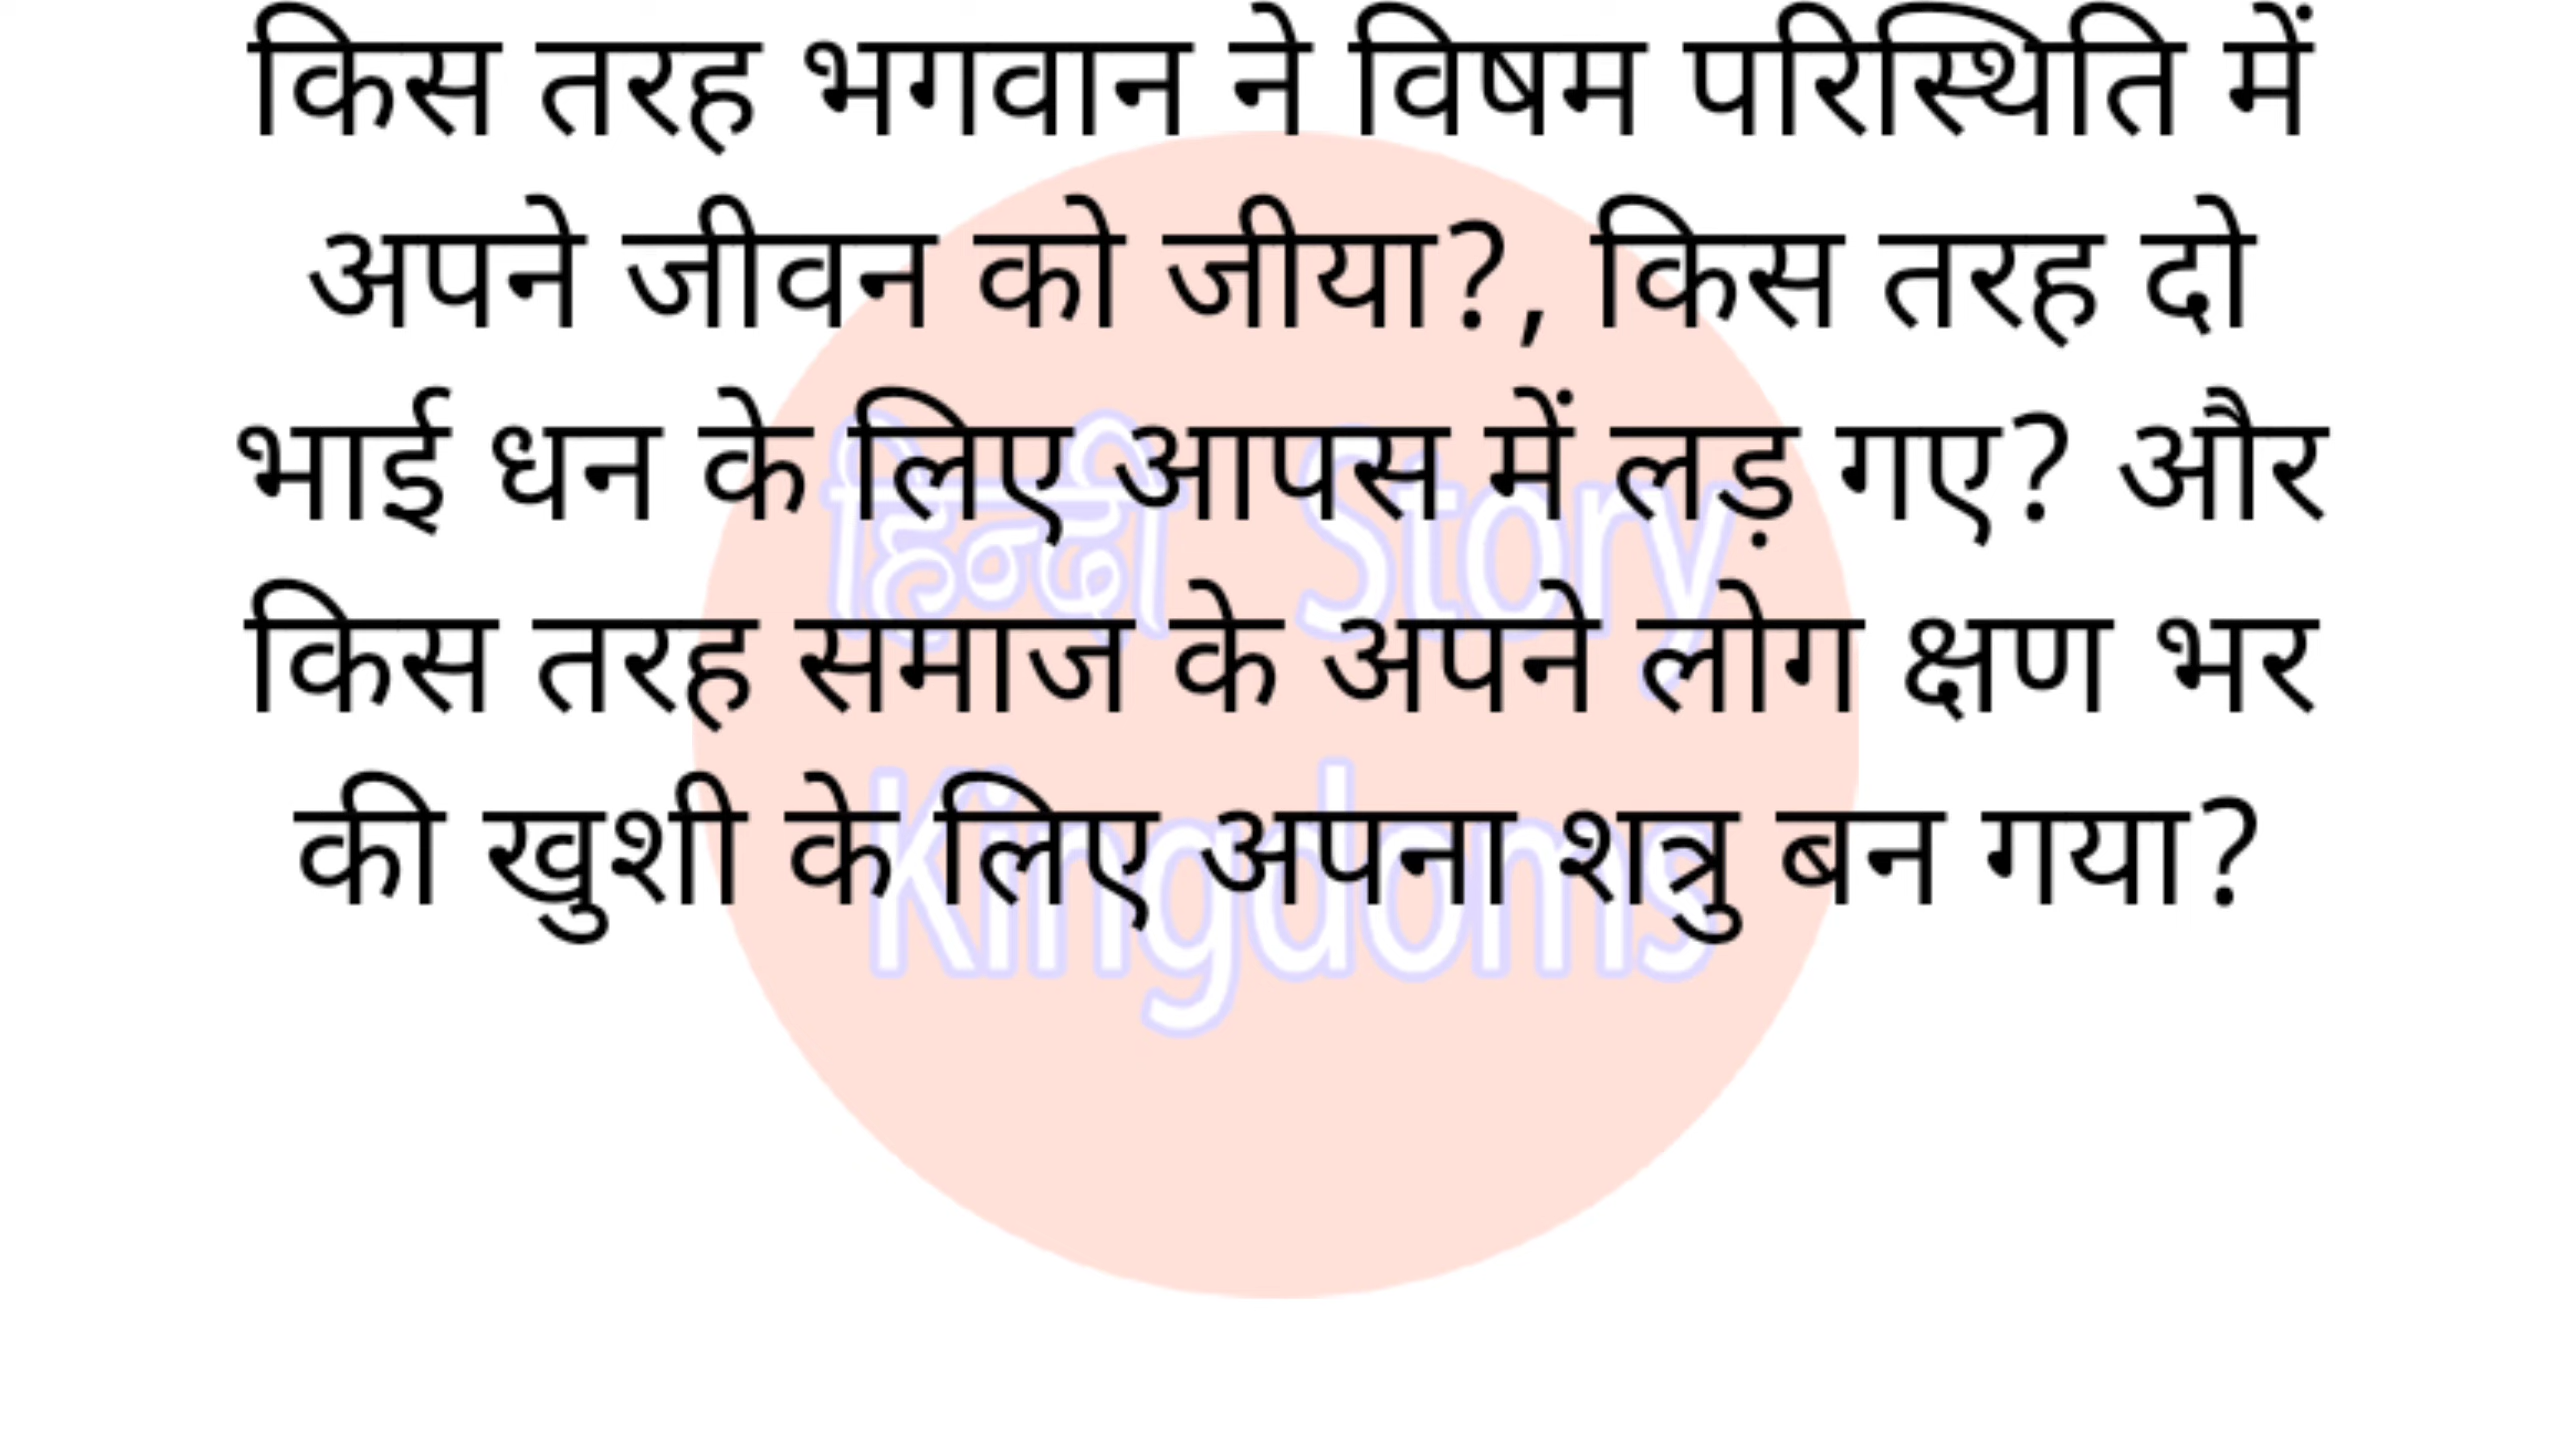 किस तरह भगवान ने विषम परिस्थिति में
अपने जीवन को जीया?, किस तरह दो
भाई धन के लिए आपस में लड़ गए? और
किस तरह समाज के अपने लोग क्षण भर
की खुशी के लिए अपना शत्रु बन गया?
हिन्दी Story
Kingdoms